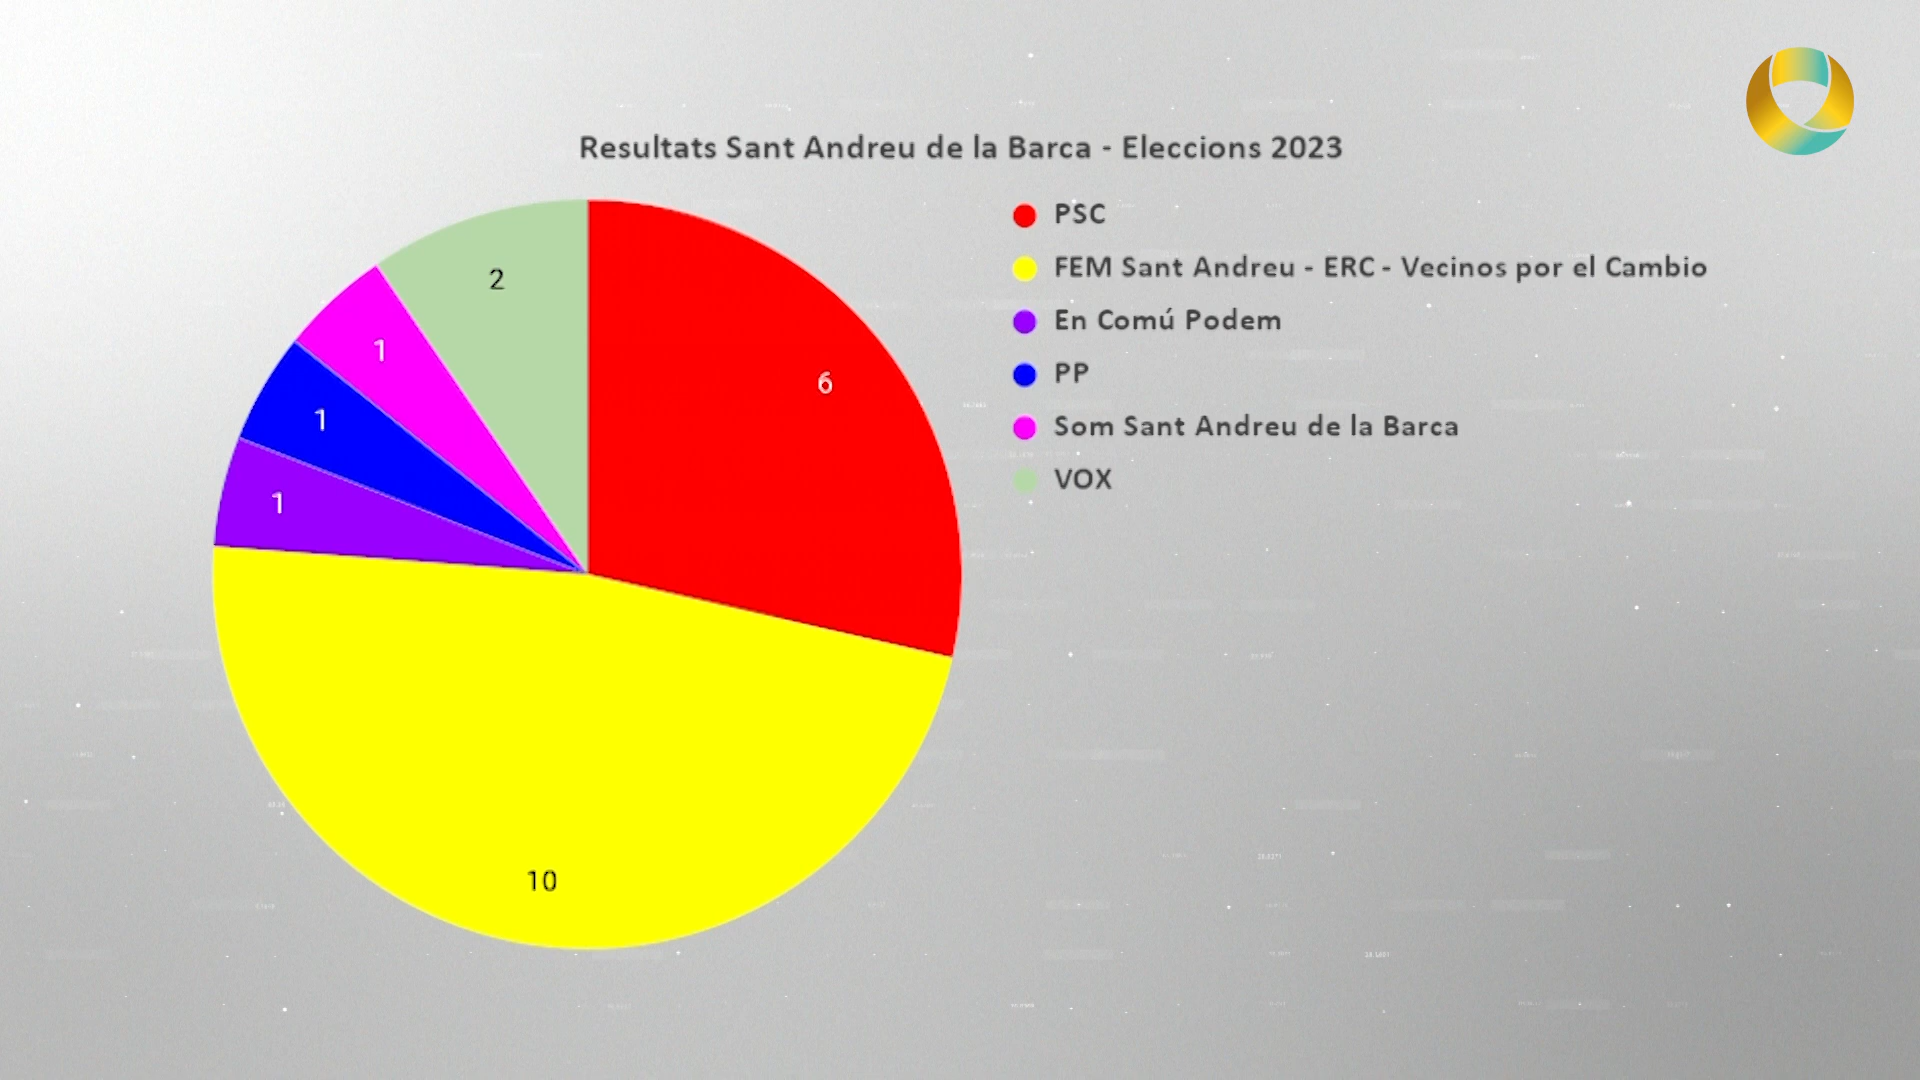 Resultats Sant Andreu de la Barca - Eleccions 2023
PSC
FEM Sant Andreu - ERC - Vecinos por el Cambio
En Comú Podem
PP
Som Sant Andreu de la Barca
VOX
2
6
1
1
1
10